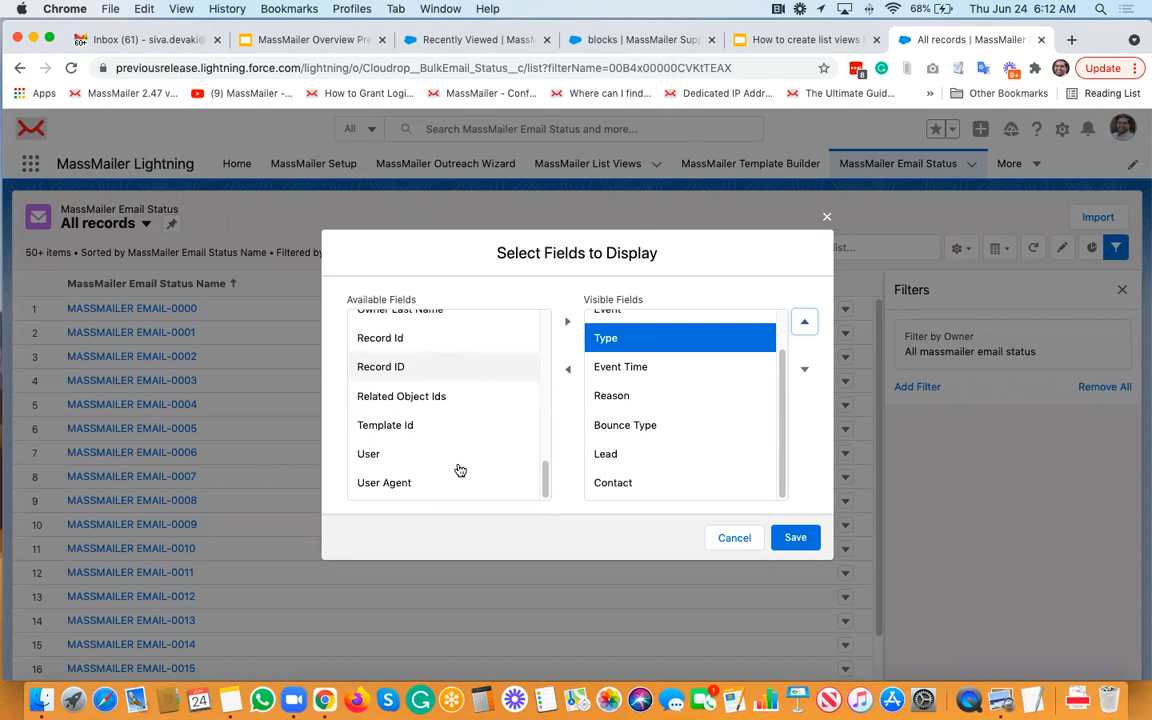 Chrome File Edit View History Bookmarks Profiles Tab Window Help 68% Thu Jun 24 6:12 AM
Inbox (61) - siva.devaki@ MassMailer Overview Pre Recently Viewed | MassM blocks | MassMailer Sup How to create list views All records | MassMailer
previousrelease.lightning.force.com/lightning/o/Cloudrop__BulkEmail_Status__c/list?filterName=00B4x00000CVKtTEAX 8 9+ Update
Apps MassMailer 2.47 v... (9) MassMailer -... How to Grant Logi... MassMailer - Conf... Where can I find... Dedicated IP Addr... The Ultimate Guid... » Other Bookmarks Reading List
All Search MassMailer Email Status and more...
MassMailer Lightning Home MassMailer Setup MassMailer Outreach Wizard MassMailer List Views MassMailer Template Builder MassMailer Email Status More
MassMailer Email Status
All records
Import
50+ items • Sorted by MassMailer Email Status Name • Filtered by
list...
MassMailer Email Status Name ↑
1 MASSMAILER EMAIL-0000
2 MASSMAILER EMAIL-0001
3 MASSMAILER EMAIL-0002
4 MASSMAILER EMAIL-0003
5 MASSMAILER EMAIL-0004
6 MASSMAILER EMAIL-0005
7 MASSMAILER EMAIL-0006
8 MASSMAILER EMAIL-0007
9 MASSMAILER EMAIL-0008
10 MASSMAILER EMAIL-0009
11 MASSMAILER EMAIL-0010
12 MASSMAILER EMAIL-0011
13 MASSMAILER EMAIL-0012
14 MASSMAILER EMAIL-0013
15 MASSMAILER EMAIL-0014
16 MASSMAILER EMAIL-0015
Select Fields to Display
Available Fields
Owner Last Name
Record Id
Record ID
Related Object Ids
Template Id
User
User Agent
Visible Fields
Event
Type
Event Time
Reason
Bounce Type
Lead
Contact
Cancel Save
Filters
Filter by Owner
All massmailer email status
Add Filter Remove All
24
1